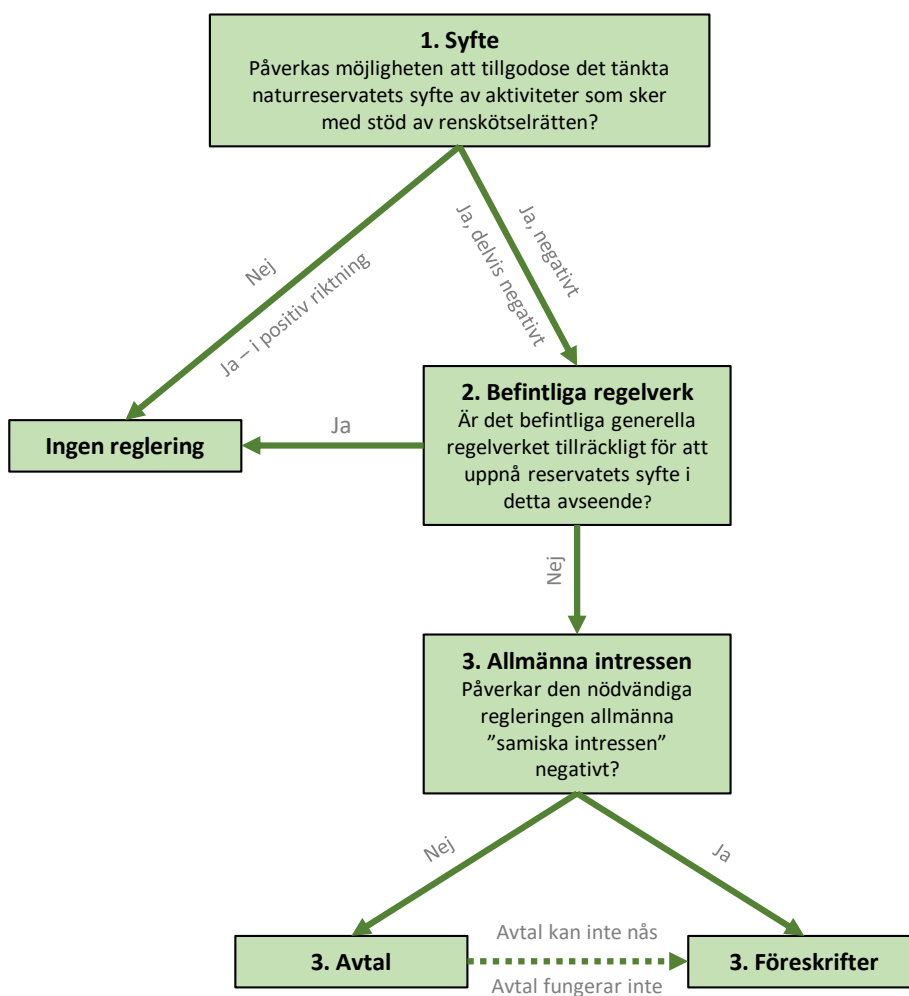 1. Syfte
Påverkas möjligheten att tillgodose det tänkta
naturreservatets syfte av aktiviteter som sker
med stöd av renskötselrätten?
Nej
Ja – i positiv riktning
Ja, negativt
Ja, delvis negativt
2. Befintliga regelverk
Är det befintliga generella
regelverket tillräckligt för att
uppnå reservatets syfte i
detta avseende?
Ja
Ingen reglering
Nej
3. Allmänna intressen
Påverkar den nödvändiga
regleringen allmänna
”samiska intressen”
negativt?
Nej
Ja
3. Avtal
Avtal kan inte nås
Avtal fungerar inte
3. Föreskrifter